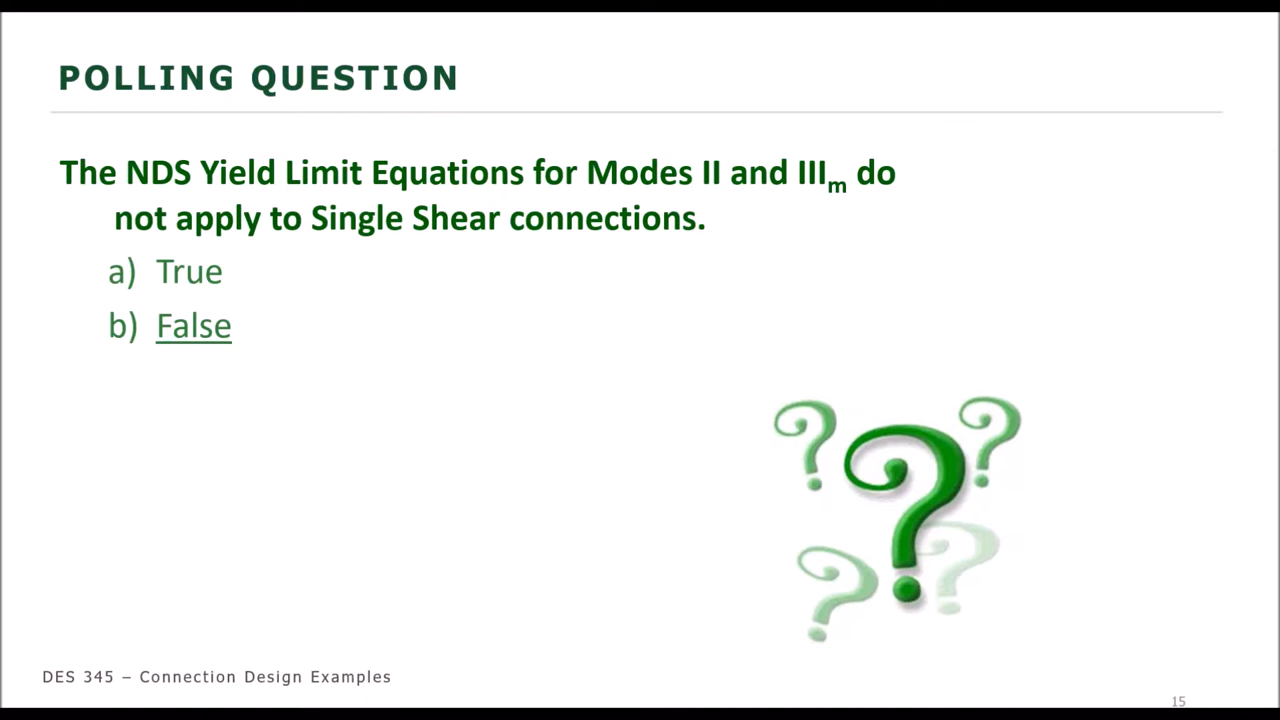 POLLING QUESTION
The NDS Yield Limit Equations for Modes II and IIIm do
not apply to Single Shear connections.
a) True
b) False
DES 345 – Connection Design Examples
15